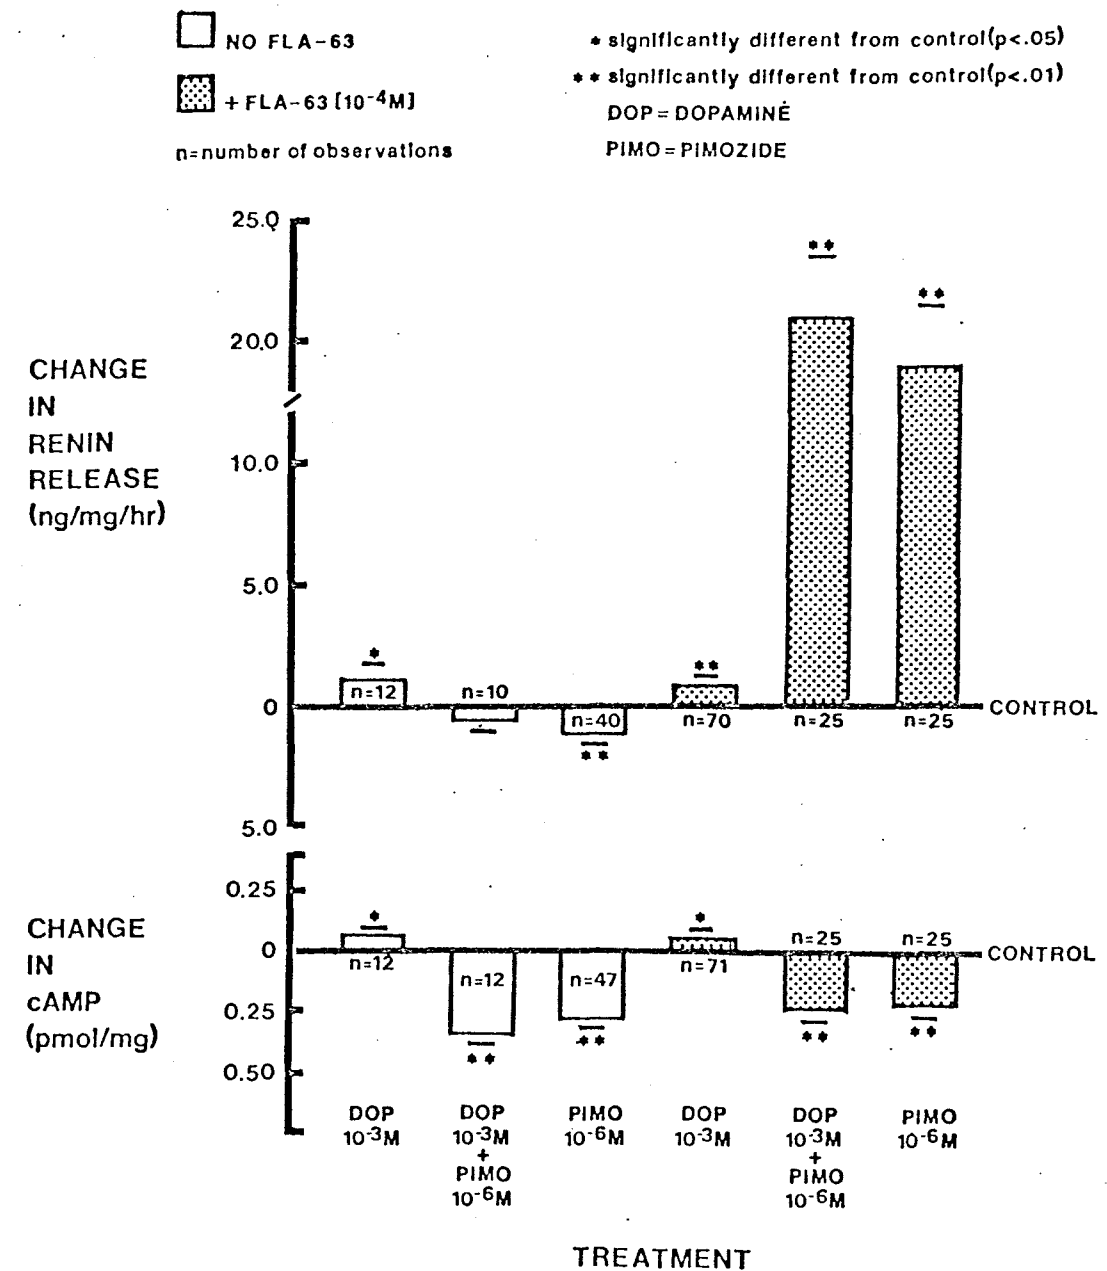 NO FLA-63
+ FLA-63 [10-4M]
n=number of observations
* significantly different from control(p<.05)
** significantly different from control(p<.01)
DOP = DOPAMINE
PIMO = PIMOZIDE
CHANGE
IN
RENIN
RELEASE
(ng/mg/hr)
25.0
20.0
10.0
5.0
0
5.0
**
**
*
n=12
n=10
n=40
**
**
n=70
n=25
n=25
CONTROL
CHANGE
IN
cAMP
(pmol/mg)
0.25
0
0.25
0.50
*
n=12
n=12
**
n=47
**
*
n=71
n=25
**
n=25
**
CONTROL
DOP
10-3M
DOP
10-3M
+
PIMO
10-6M
PIMO
10-6M
DOP
10-3M
DOP
10-3M
+
PIMO
10-6M
PIMO
10-6M
TREATMENT